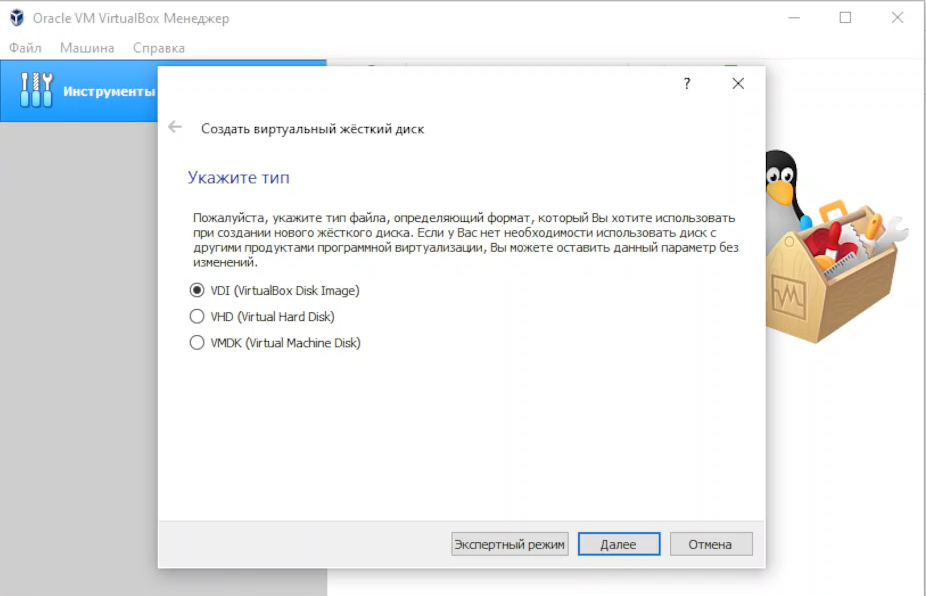 Oracle VM VirtualBox Менеджер
Файл Машина Справка
Инструменты
?
Создать виртуальный жёсткий диск
Укажите тип
Пожалуйста, укажите тип файла, определяющий формат, который Вы хотите использовать
при создании нового жёсткого диска. Если у Вас нет необходимости использовать диск с
другими продуктами программной виртуализации, Вы можете оставить данный параметр без
изменений.
VDI (VirtualBox Disk Image)
VHD (Virtual Hard Disk)
VMDK (Virtual Machine Disk)
Экспертный режим Далее Отмена